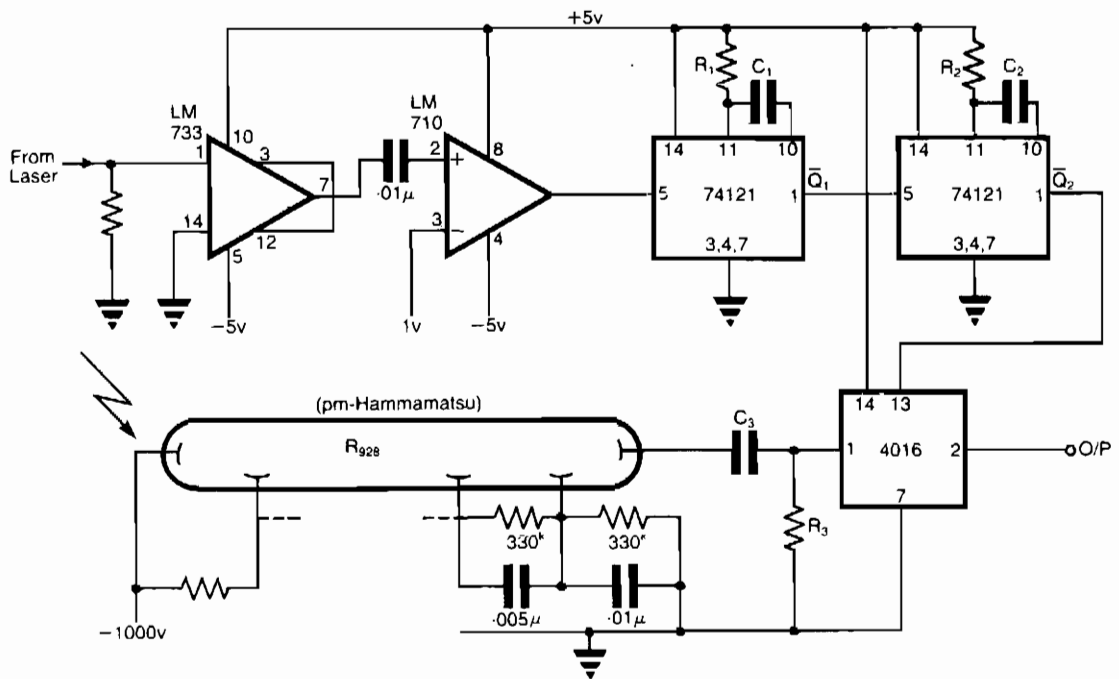 +5v
R₁
C₁
R₂
C₂
LM
733
LM
710
10
3
8
14
11
10
14
11
10
From
Laser
1
7
2
+
·01μ
5
74121
1
Q̅₁
5
74121
1
Q̅₂
14
12
3
−
4
3,4,7
3,4,7
5
−5v
1v
−5v
(pm-Hammamatsu)
14
13
C₃
R₉₂₈
1
4016
2
O/P
7
R₃
330ᵏ
330ᵏ
·005μ
·01μ
−1000v